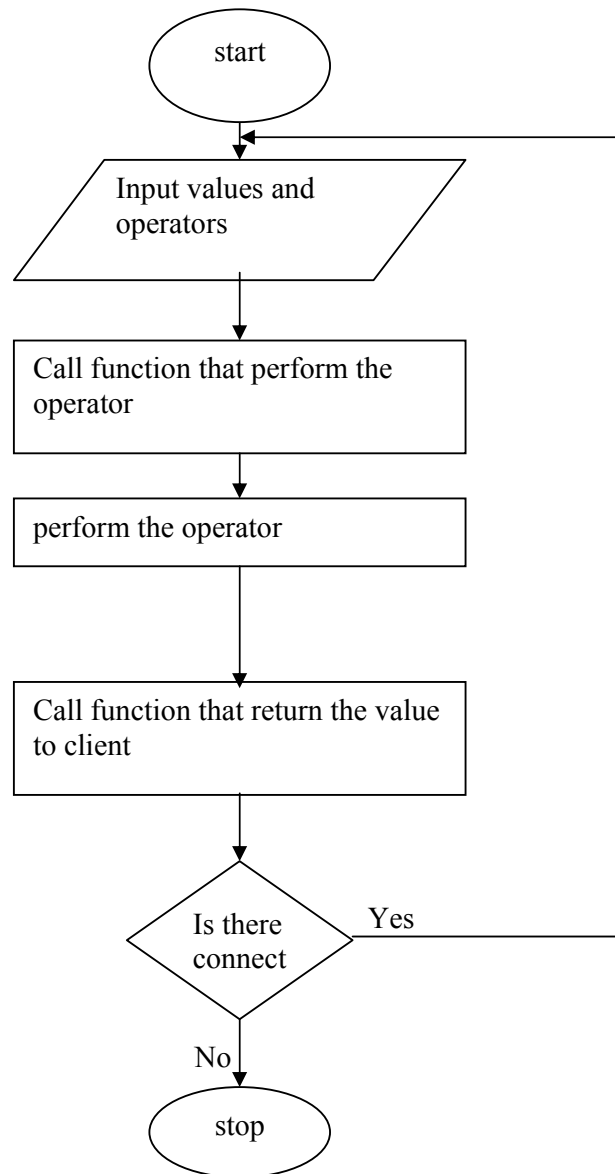 start
Input values and
operators
Call function that perform the
operator
perform the operator
Call function that return the value
to client
Is there
connect
Yes
No
stop